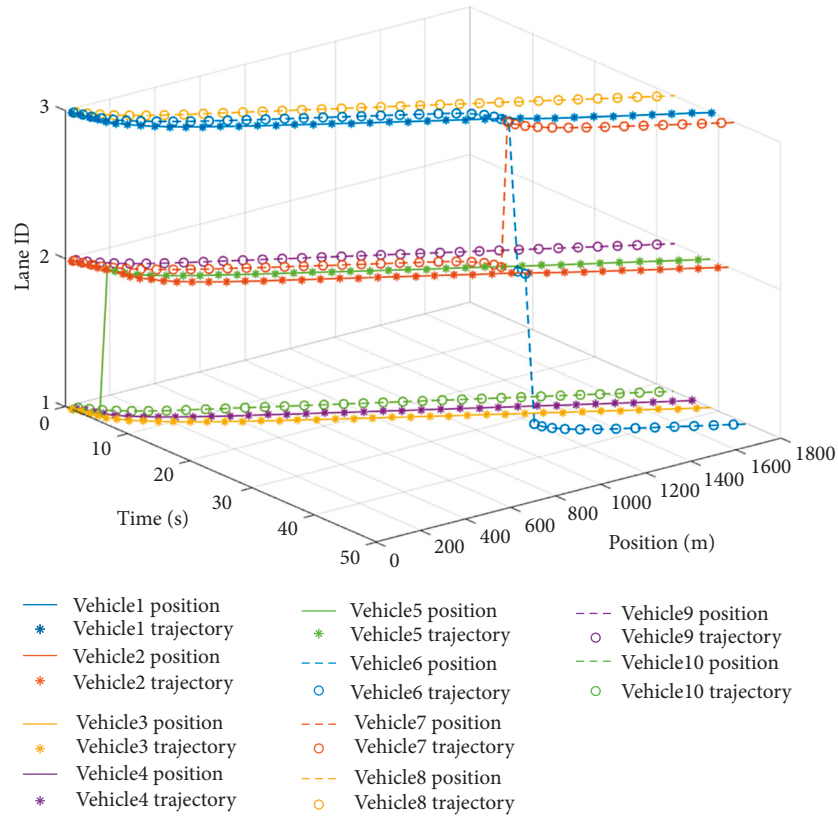 3
2
1
Lane ID
0
10
20
30
40
50
Time (s)
0
200
400
600
800
1000
1200
1400
1600
1800
Position (m)
Vehicle1 position
Vehicle1 trajectory
Vehicle2 position
Vehicle2 trajectory
Vehicle3 position
Vehicle3 trajectory
Vehicle4 position
Vehicle4 trajectory
Vehicle5 position
Vehicle5 trajectory
Vehicle6 position
Vehicle6 trajectory
Vehicle7 position
Vehicle7 trajectory
Vehicle8 position
Vehicle8 trajectory
Vehicle9 position
Vehicle9 trajectory
Vehicle10 position
Vehicle10 trajectory